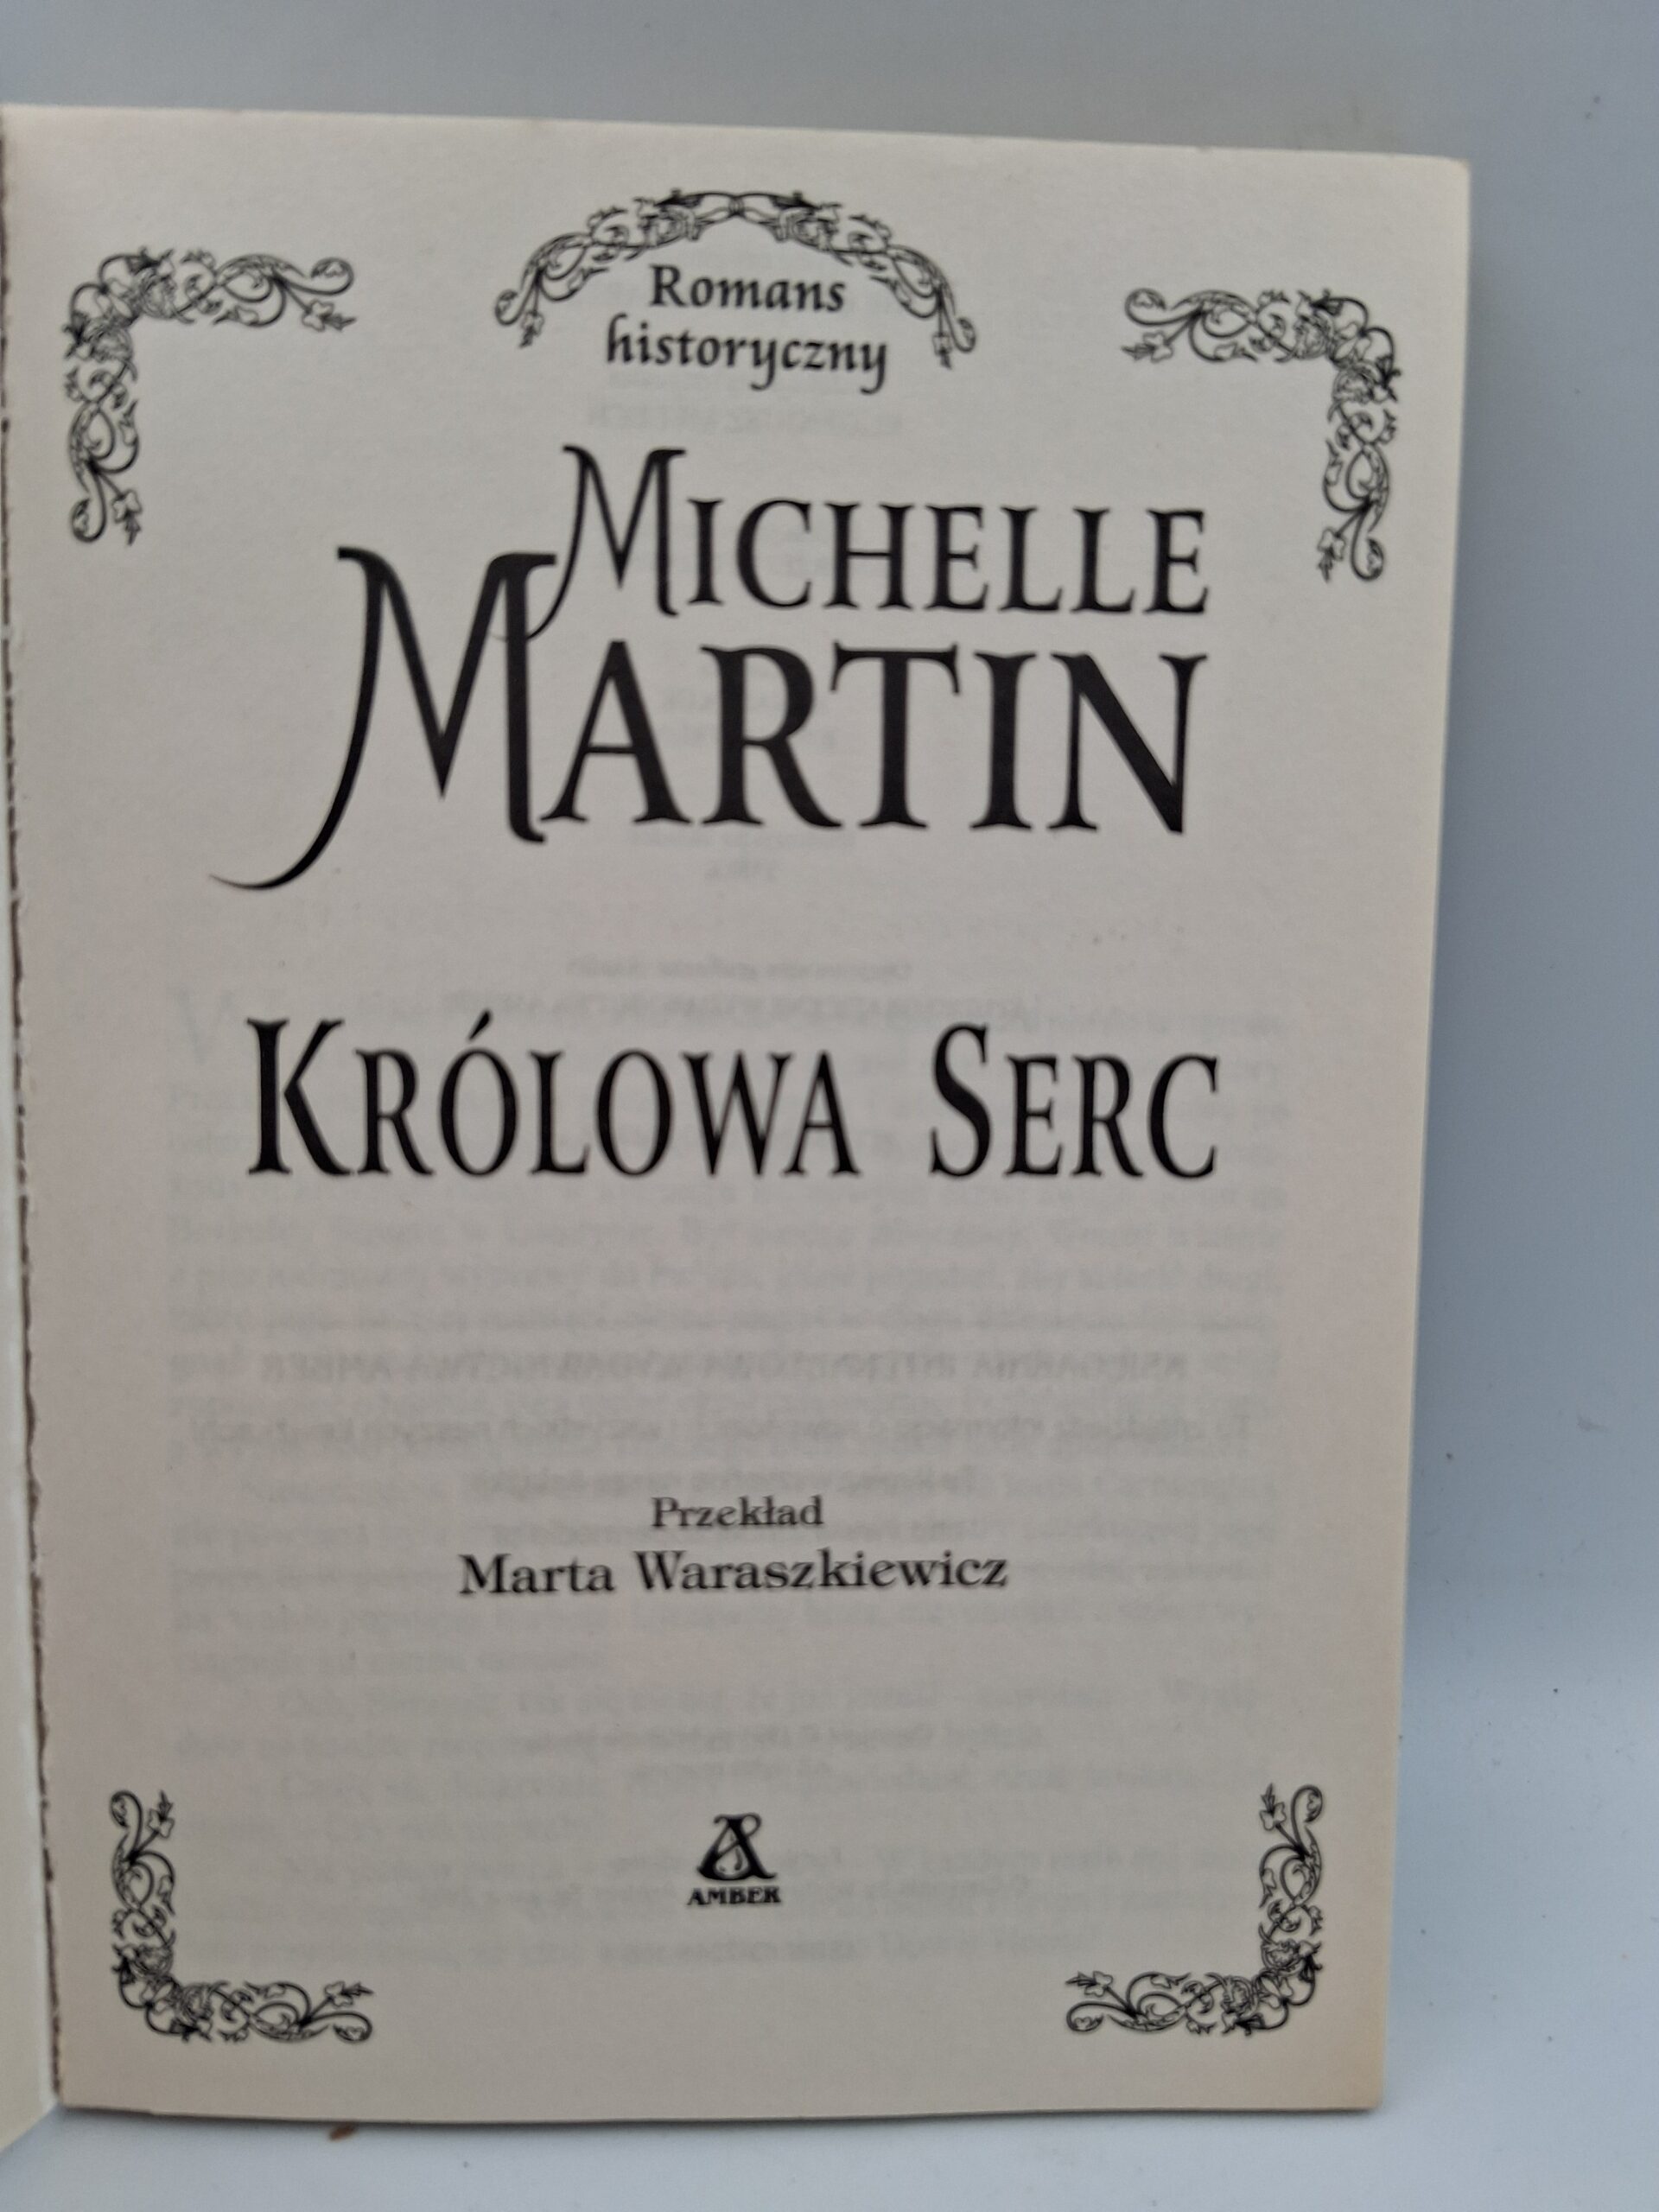 Romans
historyczny
MICHELLE
MARTIN
KRÓLOWA SERC
Przekład
Marta Waraszkiewicz
AMBER